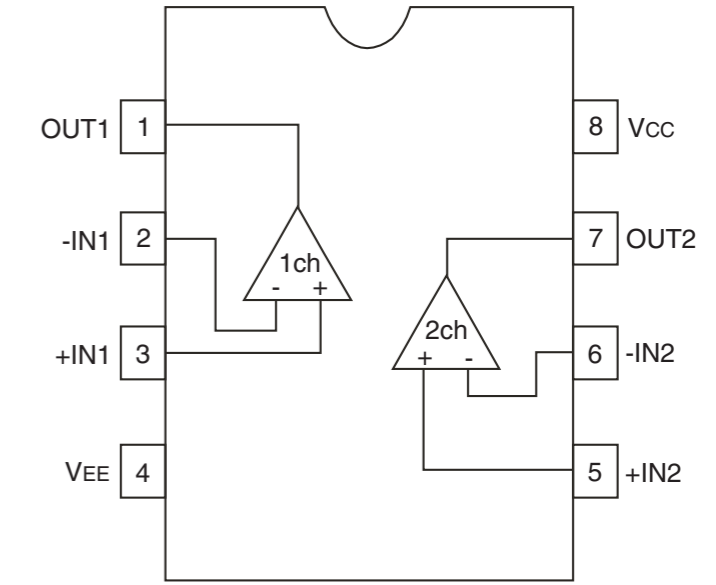 OUT1 1
8 VCC
-IN1 2
7 OUT2
1ch
- +
2ch
+ -
+IN1 3
6 -IN2
VEE 4
5 +IN2